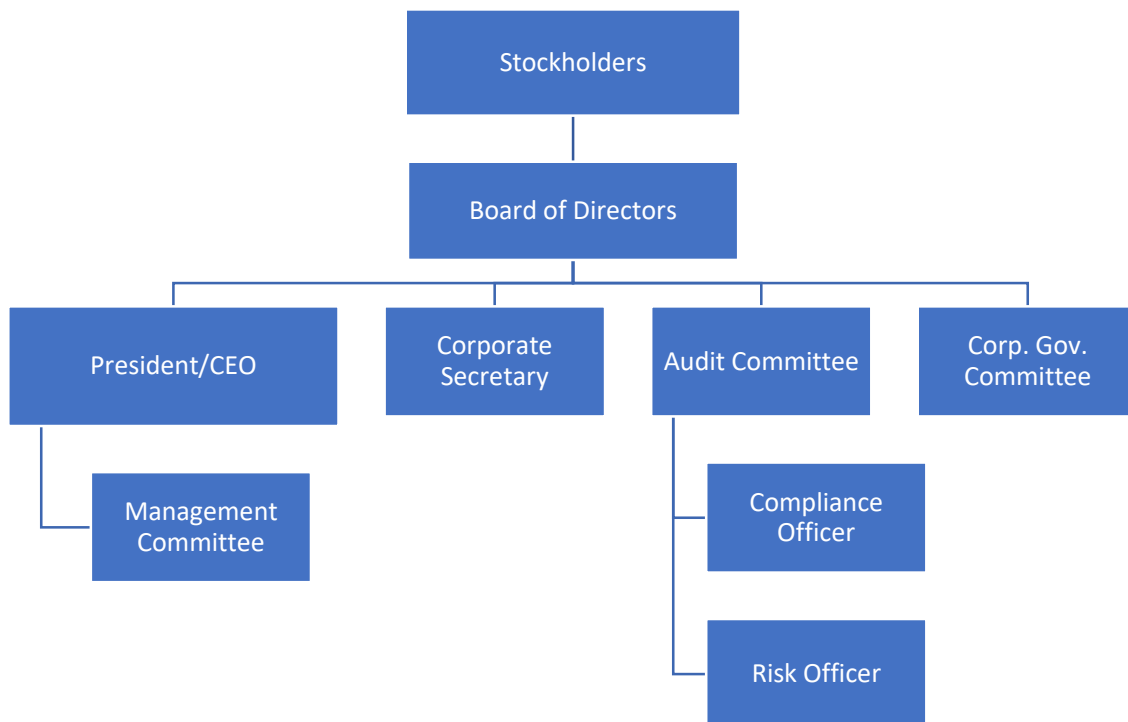 Stockholders
Board of Directors
President/CEO
Corporate
Secretary
Audit Committee
Corp. Gov.
Committee
Management
Committee
Compliance
Officer
Risk Officer